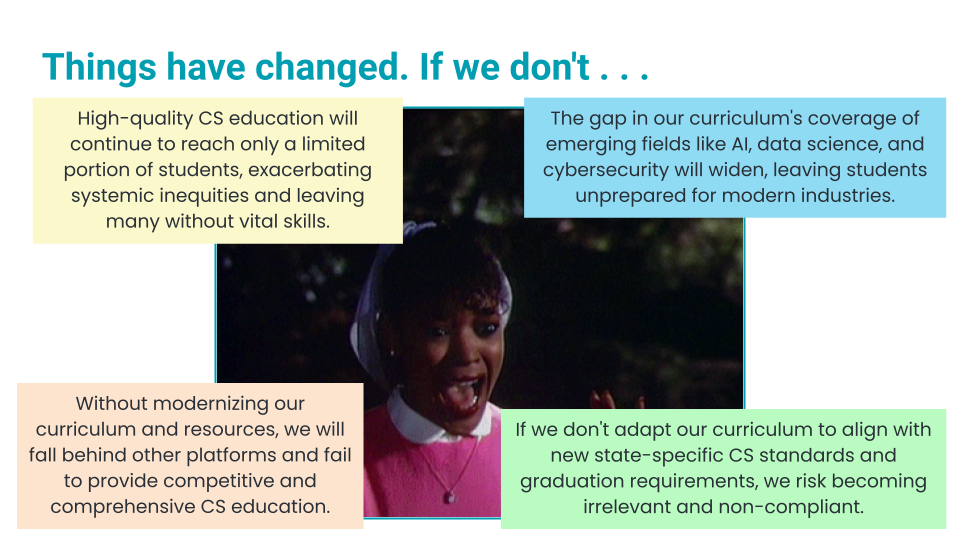 Things have changed. If we don't . . .
High-quality CS education will
continue to reach only a limited
portion of students, exacerbating
systemic inequities and leaving
many without vital skills.
The gap in our curriculum's coverage of
emerging fields like AI, data science, and
cybersecurity will widen, leaving students
unprepared for modern industries.
Without modernizing our
curriculum and resources, we will
fall behind other platforms and fail
to provide competitive and
comprehensive CS education.
If we don't adapt our curriculum to align with
new state-specific CS standards and
graduation requirements, we risk becoming
irrelevant and non-compliant.